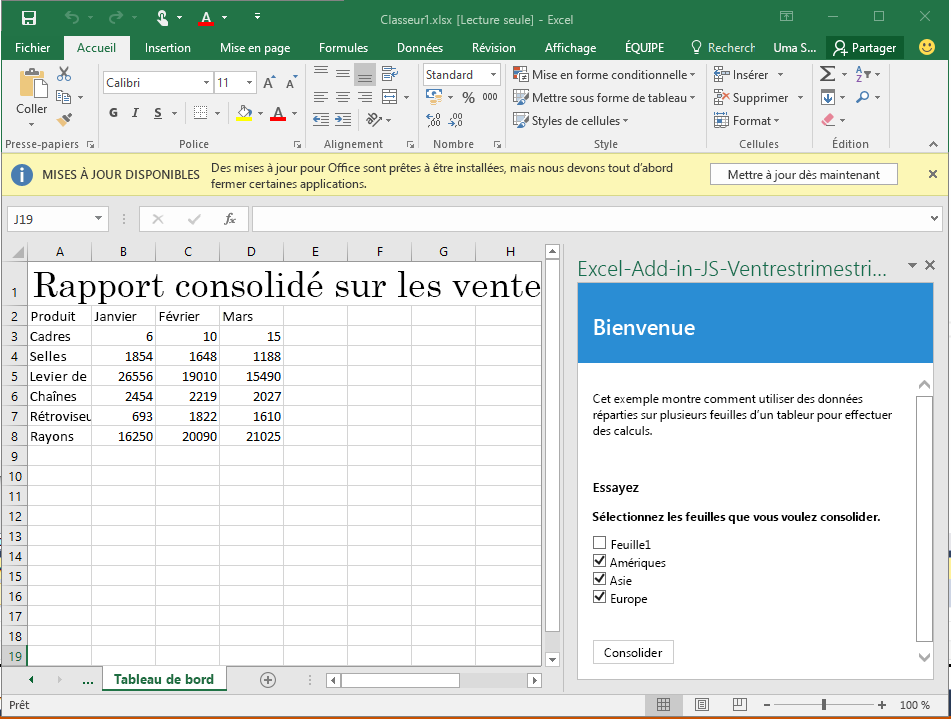 Classeur1.xlsx [Lecture seule] - Excel
Fichier Accueil Insertion Mise en page Formules Données Révision Affichage ÉQUIPE Recherch Uma S... Partager
Coller
Presse-papiers
Calibri 11
G I S
Police
Alignement
Standard
% 000
Nombre
Mise en forme conditionnelle
Mettre sous forme de tableau
Styles de cellules
Style
Insérer
Supprimer
Format
Cellules
Édition
MISES À JOUR DISPONIBLES Des mises à jour pour Office sont prêtes à être installées, mais nous devons tout d'abord
fermer certaines applications.
Mettre à jour dès maintenant
J19 fx
A B C D E F G H
1 Rapport consolidé sur les vente
2 Produit Janvier Février Mars
3 Cadres 6 10 15
4 Selles 1854 1648 1188
5 Levier de 26556 19010 15490
6 Chaînes 2454 2219 2027
7 Rétroviseu 693 1822 1610
8 Rayons 16250 20090 21025
9
10
11
12
13
14
15
16
17
18
19
Excel-Add-in-JS-Ventrestrimestri...
Bienvenue
Cet exemple montre comment utiliser des données
réparties sur plusieurs feuilles d'un tableur pour effectuer
des calculs.
Essayez
Sélectionnez les feuilles que vous voulez consolider.
Feuille1
Amériques
Asie
Europe
Consolider
... Tableau de bord
Prêt 100 %